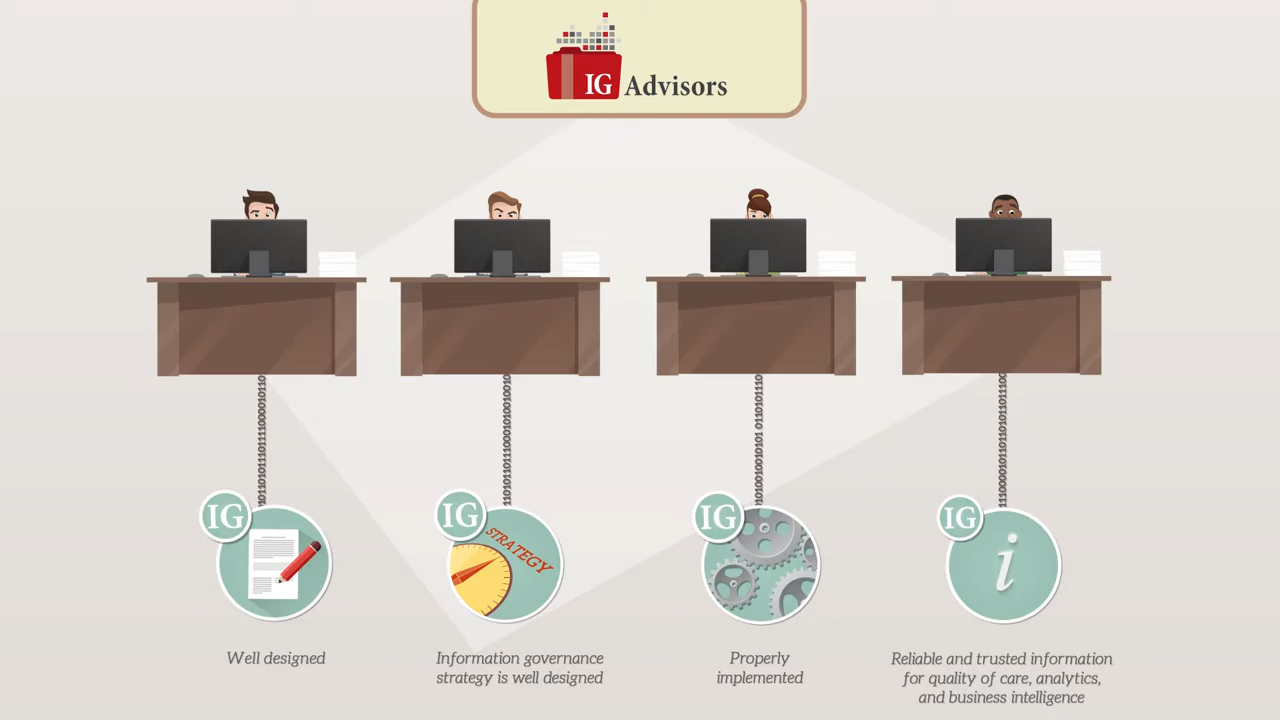 IG Advisors
IG
IG
STRATEGY
IG
IG
i
Well designed
Information governance
strategy is well designed
Properly
implemented
Reliable and trusted information
for quality of care, analytics,
and business intelligence